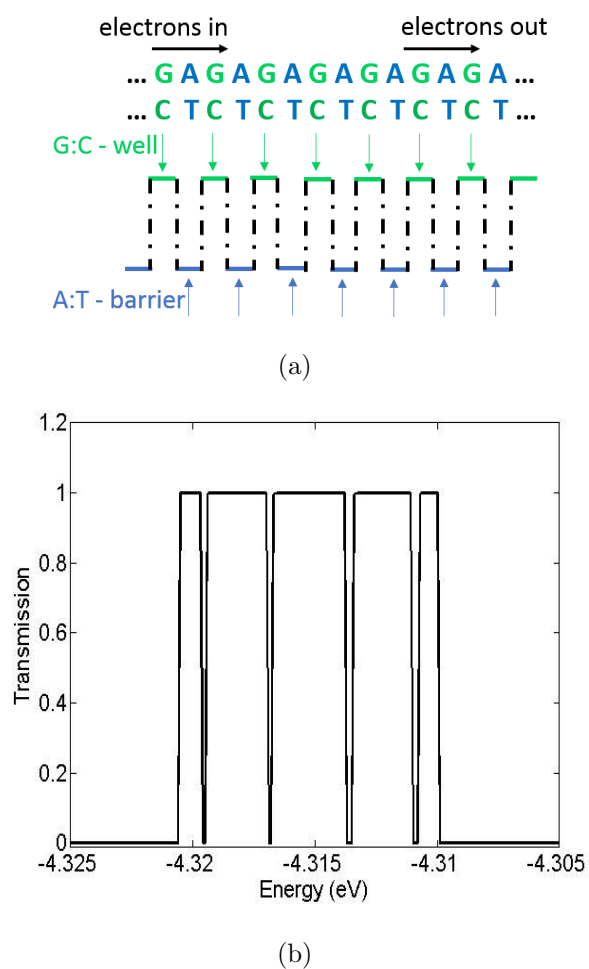 electrons in electrons out
... G A G A G A G A G A G A G A ...
... C T C T C T C T C T C T C T ...
G:C - well
A:T - barrier
(a)
1.2
1
0.8
0.6
0.4
0.2
0
Transmission
-4.325 -4.32 -4.315 -4.31 -4.305
Energy (eV)
(b)